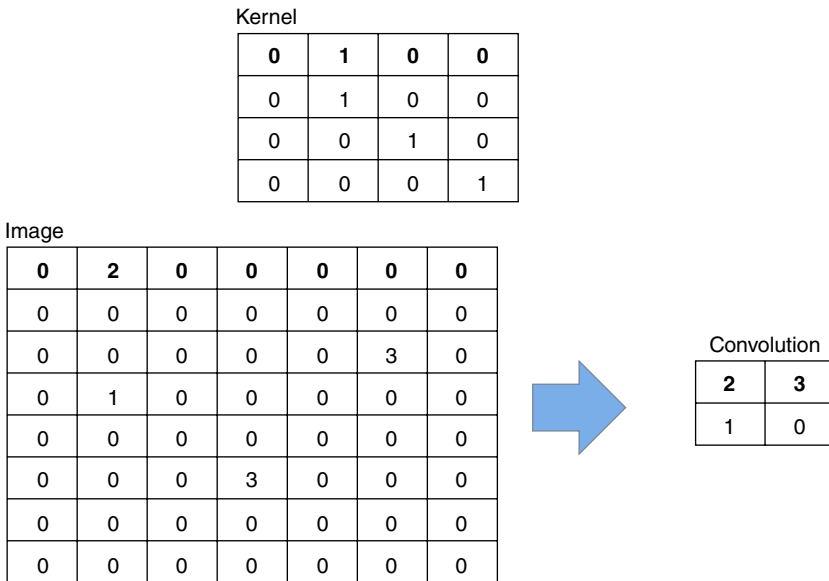 Kernel
0 1 0 0
0 1 0 0
0 0 1 0
0 0 0 1
Image
0 2 0 0 0 0 0
0 0 0 0 0 0 0
0 0 0 0 0 3 0
0 1 0 0 0 0 0
0 0 0 0 0 0 0
0 0 0 3 0 0 0
0 0 0 0 0 0 0
0 0 0 0 0 0 0
Convolution
2 3
1 0